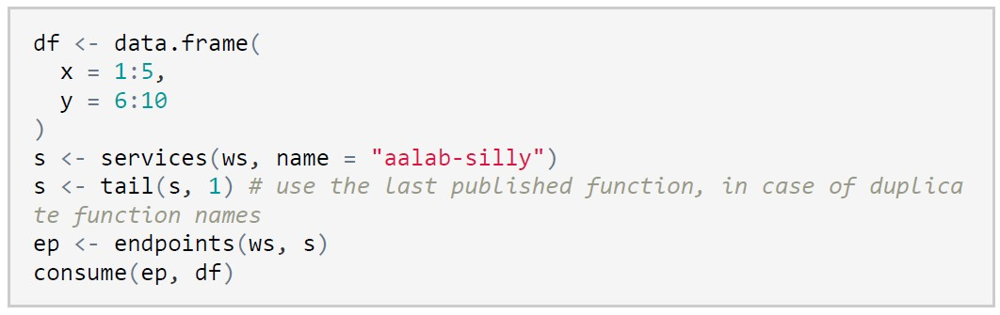 df <- data.frame(
  x = 1:5,
  y = 6:10
)
s <- services(ws, name = "aalab-silly")
s <- tail(s, 1) # use the last published function, in case of duplica
te function names
ep <- endpoints(ws, s)
consume(ep, df)